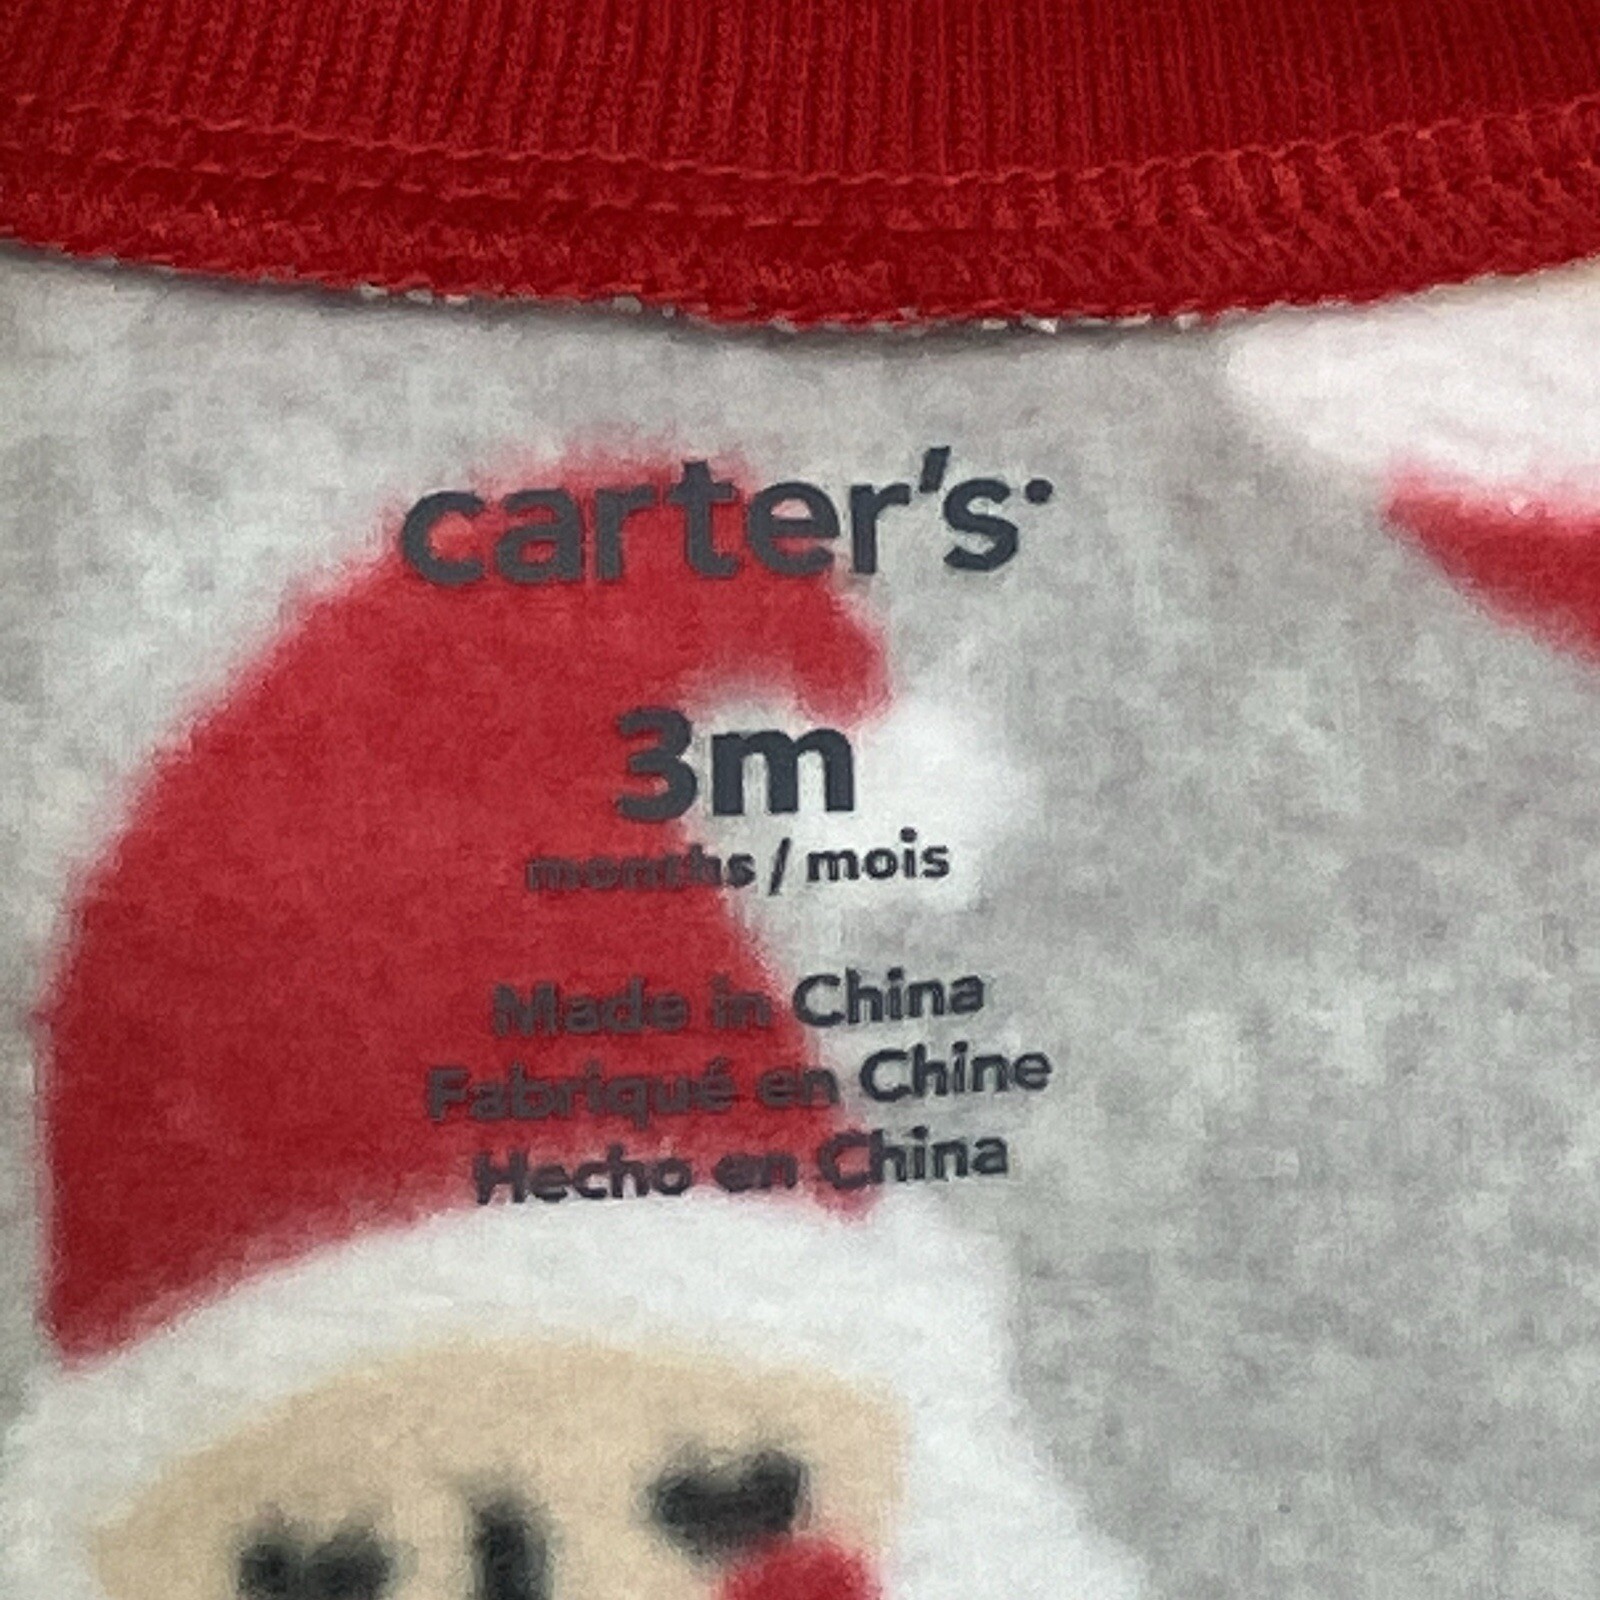 carter's
3m
months / mois
Made in China
Fabriqué en Chine
Hecho en China